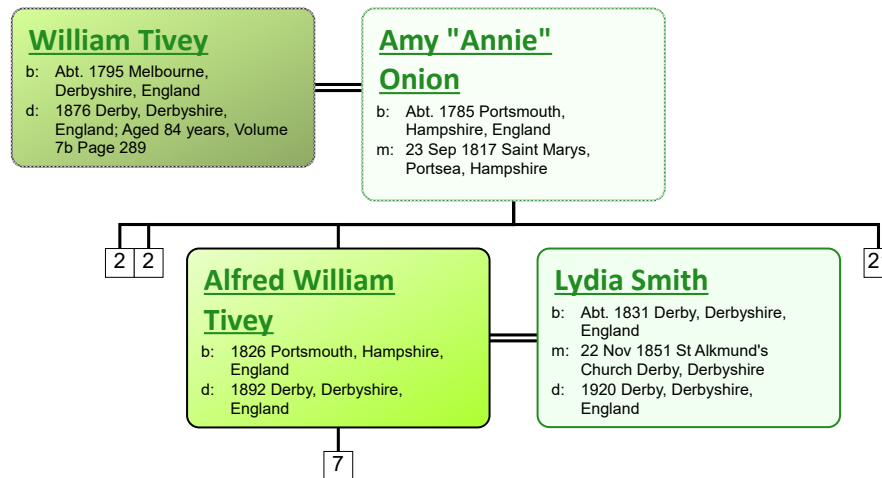 William Tivey
b: Abt. 1795 Melbourne,
Derbyshire, England
d: 1876 Derby, Derbyshire,
England; Aged 84 years, Volume
7b Page 289
Amy "Annie"
Onion
b: Abt. 1785 Portsmouth,
Hampshire, England
m: 23 Sep 1817 Saint Marys,
Portsea, Hampshire
2 2 2
Alfred William
Tivey
b: 1826 Portsmouth, Hampshire,
England
d: 1892 Derby, Derbyshire,
England
Lydia Smith
b: Abt. 1831 Derby, Derbyshire,
England
m: 22 Nov 1851 St Alkmund's
Church Derby, Derbyshire
d: 1920 Derby, Derbyshire,
England
7